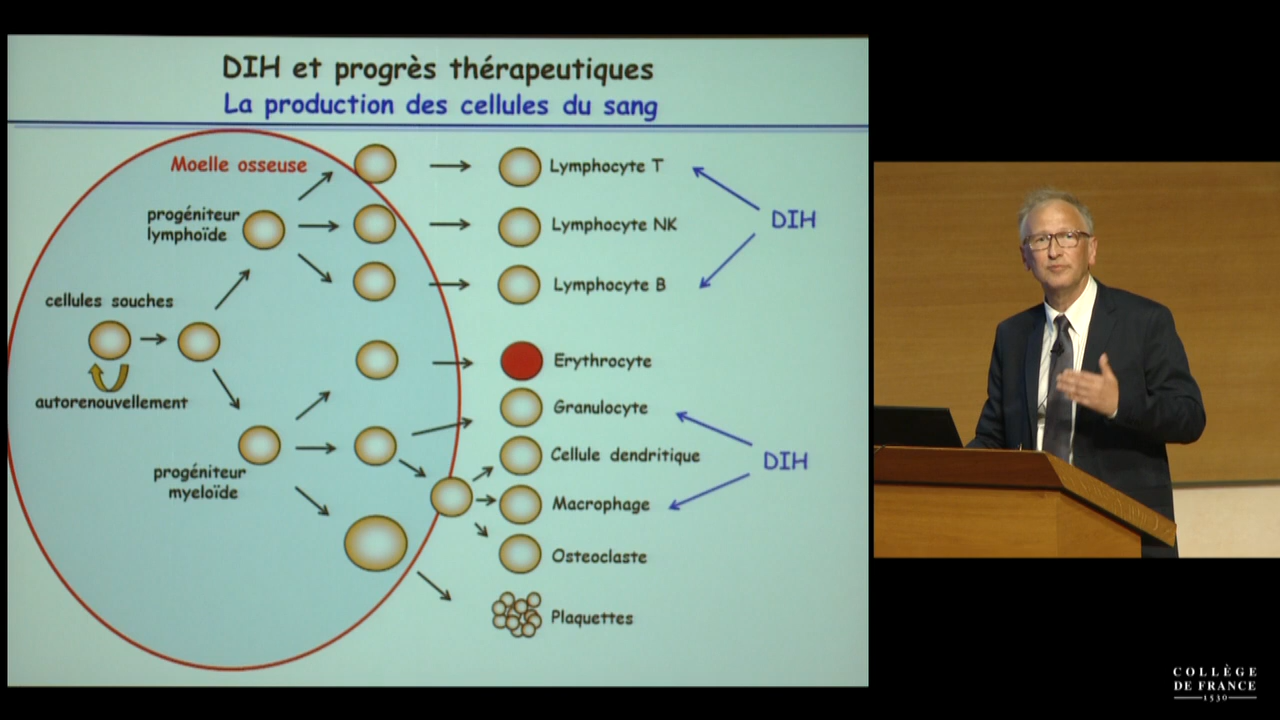 DIH et progrès thérapeutiques
La production des cellules du sang
Moelle osseuse
Lymphocyte T
progéniteur
lymphoïde
Lymphocyte NK
DIH
Lymphocyte B
cellules souches
Erythrocyte
autorenouvellement
Granulocyte
Cellule dendritique
DIH
progéniteur
myeloïde
Macrophage
Osteoclaste
Plaquettes
COLLÈGE
DE FRANCE
1530